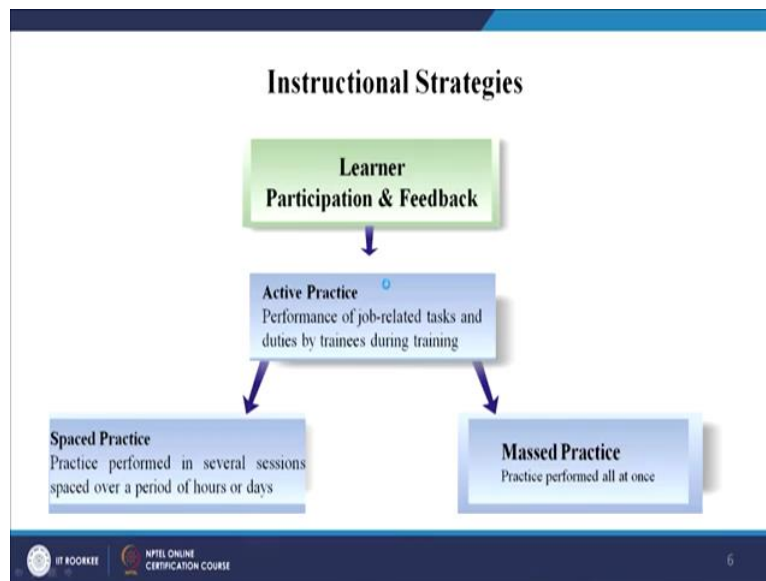 Instructional Strategies
Learner
Participation & Feedback
Active Practice
Performance of job-related tasks and
duties by trainees during training
Spaced Practice
Practice performed in several sessions
spaced over a period of hours or days
Massed Practice
Practice performed all at once
IIT ROORKEE
NPTEL ONLINE
CERTIFICATION COURSE
6